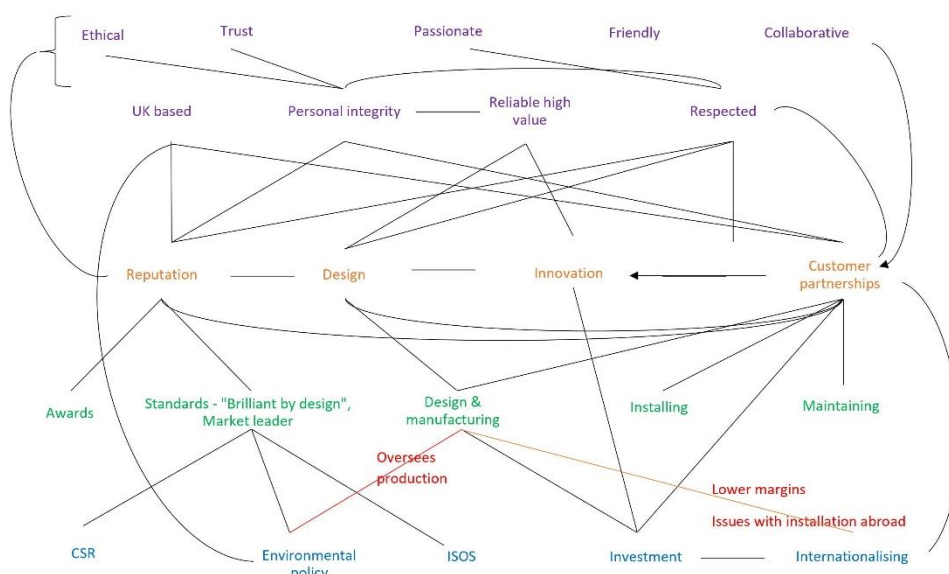 Ethical
Trust
Passionate
Friendly
Collaborative
UK based
Personal integrity
Reliable high
value
Respected
Reputation
Design
Innovation
Customer
partnerships
Awards
Standards - "Brilliant by design",
Market leader
Design &
manufacturing
Installing
Maintaining
Oversees
production
Lower margins
Issues with installation abroad
CSR
Environmental
policy
ISOS
Investment
Internationalising